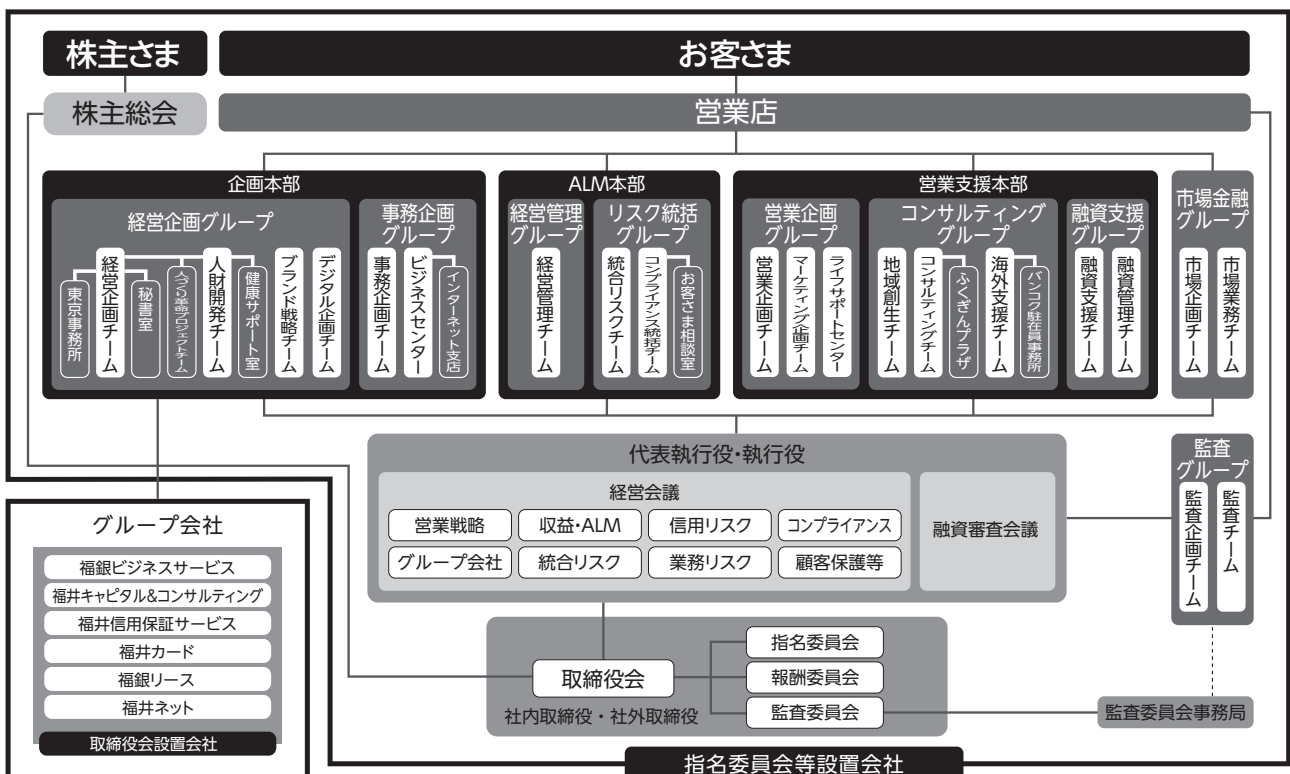 株主さま
お客さま
株主総会
営業店
企画本部
経営企画グループ
東京事務所
経営企画チーム
秘書室
人づくり革命プロジェクトチーム
人財開発チーム
健康サポート室
ブランド戦略チーム
デジタル企画チーム
事務企画
グループ
事務企画チーム
ビジネスセンター
インターネット支店
ALM本部
経営管理
グループ
経営管理チーム
リスク統括
グループ
統合リスクチーム
コンプライアンス統括チーム
お客さま相談室
営業支援本部
営業企画
グループ
営業企画チーム
マーケティング企画チーム
ライフサポートセンター
コンサルティング
グループ
地域創生チーム
コンサルティングチーム
ふくぎんプラザ
海外支援チーム
バンコク駐在員事務所
融資支援
グループ
融資支援チーム
融資管理チーム
市場金融
グループ
市場企画チーム
市場業務チーム
代表執行役・執行役
経営会議
営業戦略
収益・ALM
信用リスク
コンプライアンス
グループ会社
統合リスク
業務リスク
顧客保護等
融資審査会議
監査
グループ
監査企画チーム
監査チーム
グループ会社
福銀ビジネスサービス
福井キャピタル&コンサルティング
福井信用保証サービス
福井カード
福銀リース
福井ネット
取締役会設置会社
取締役会
社内取締役・社外取締役
指名委員会
報酬委員会
監査委員会
監査委員会事務局
指名委員会等設置会社